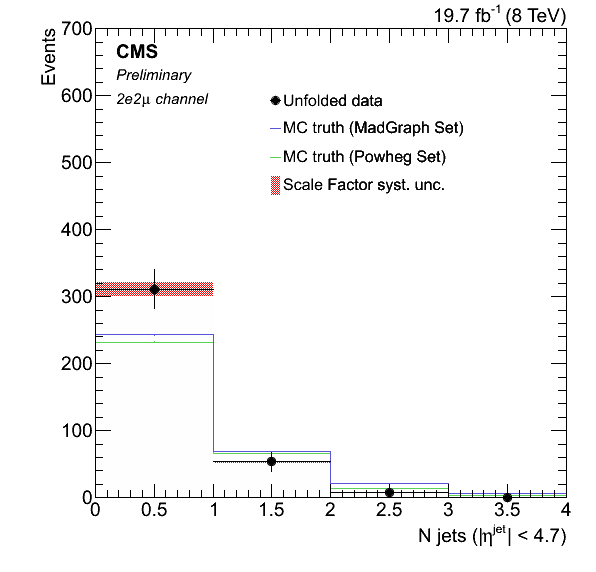 19.7 fb⁻¹ (8 TeV)
Events
CMS
Preliminary
2e2μ channel
Unfolded data
MC truth (MadGraph Set)
MC truth (Powheg Set)
Scale Factor syst. unc.
700
600
500
400
300
200
100
0
0 0.5 1 1.5 2 2.5 3 3.5 4
N jets (|η^jet| < 4.7)